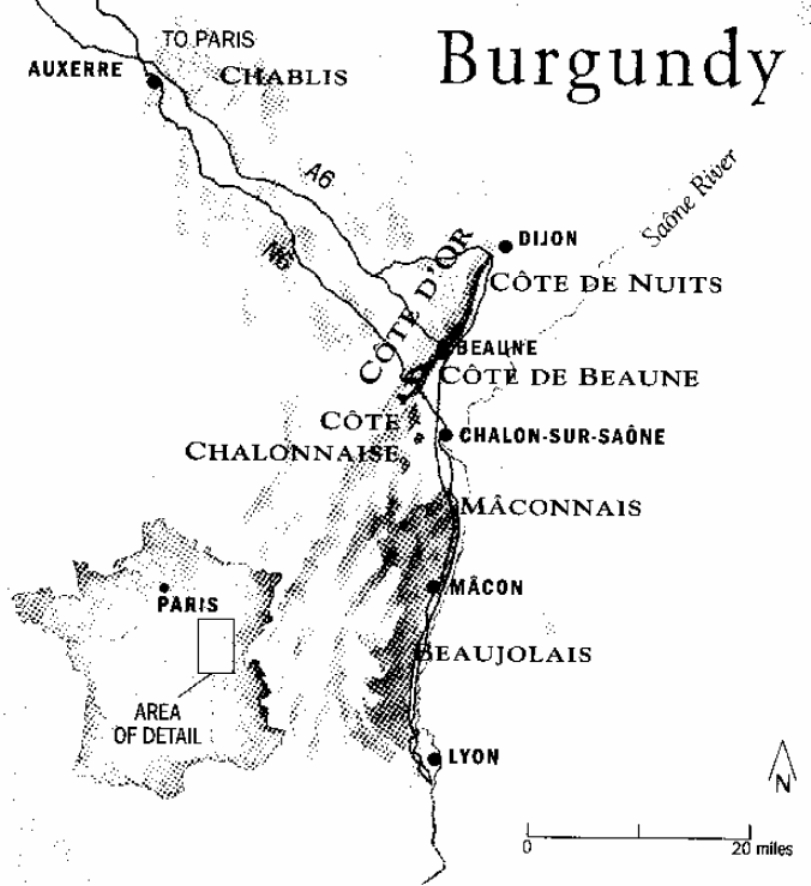 Burgundy
TO PARIS
AUXERRE
CHABLIS
A6
N6
Saône River
DIJON
CÔTE D'OR
CÔTE DE NUITS
BEAUNE
CÔTE DE BEAUNE
CÔTE
CHALONNAISE
CHALON-SUR-SAÔNE
MÂCONNAIS
MÂCON
PARIS
BEAUJOLAIS
AREA
OF DETAIL
LYON
N
0
20 miles